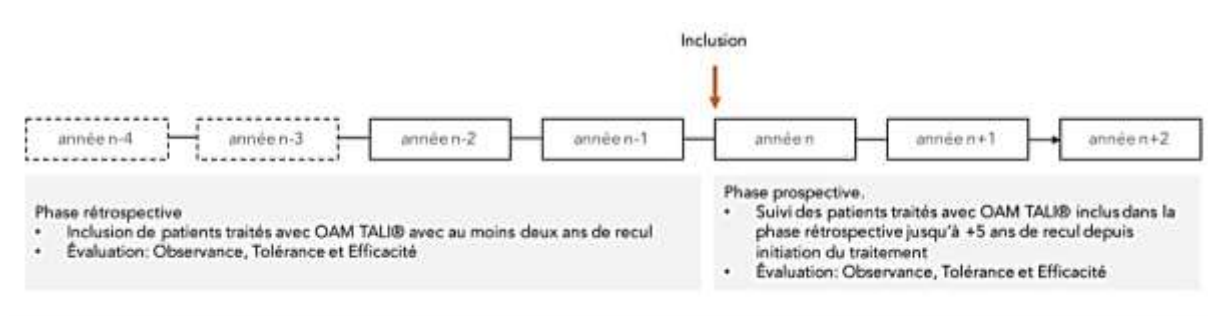 Inclusion
année n-4
année n-3
année n-2
année n-1
année n
année n+1
année n+2
Phase rétrospective
• Inclusion de patients traités avec OAM TALI® avec au moins deux ans de recul
• Évaluation: Observance, Tolérance et Efficacité
Phase prospective.
• Suivi des patients traités avec OAM TALI® inclus dans la
phase rétrospective jusqu'à +5 ans de recul depuis
initiation du traitement
• Évaluation: Observance, Tolérance et Efficacité